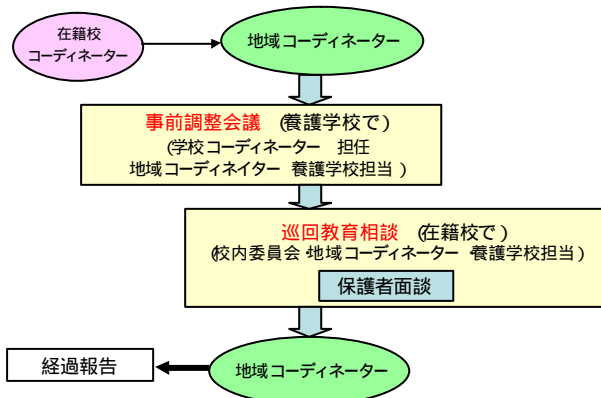 在籍校
コーディネーター
地域コーディネーター
事前調整会議 (養護学校で)
(学校コーディネーター 担任
地域コーディネイター 養護学校担当)
巡回教育相談 (在籍校で)
(校内委員会・地域コーディネーター・養護学校担当)
保護者面談
経過報告
地域コーディネーター